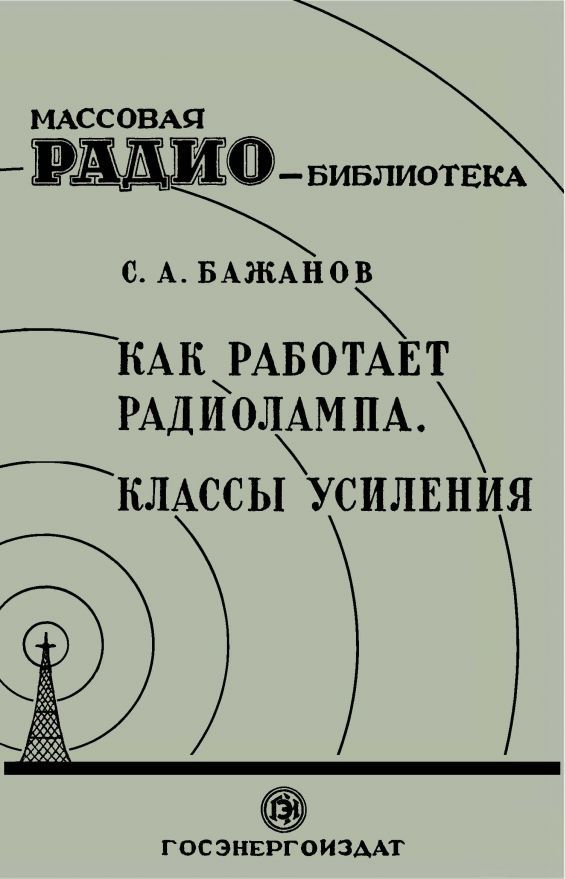 МАССОВАЯ
РАДИО-БИБЛИОТЕКА
С. А. БАЖАНОВ
КАК РАБОТАЕТ
РАДИОЛАМПА.
КЛАССЫ УСИЛЕНИЯ
ГЭИ
ГОСЭНЕРГОИЗДАТ